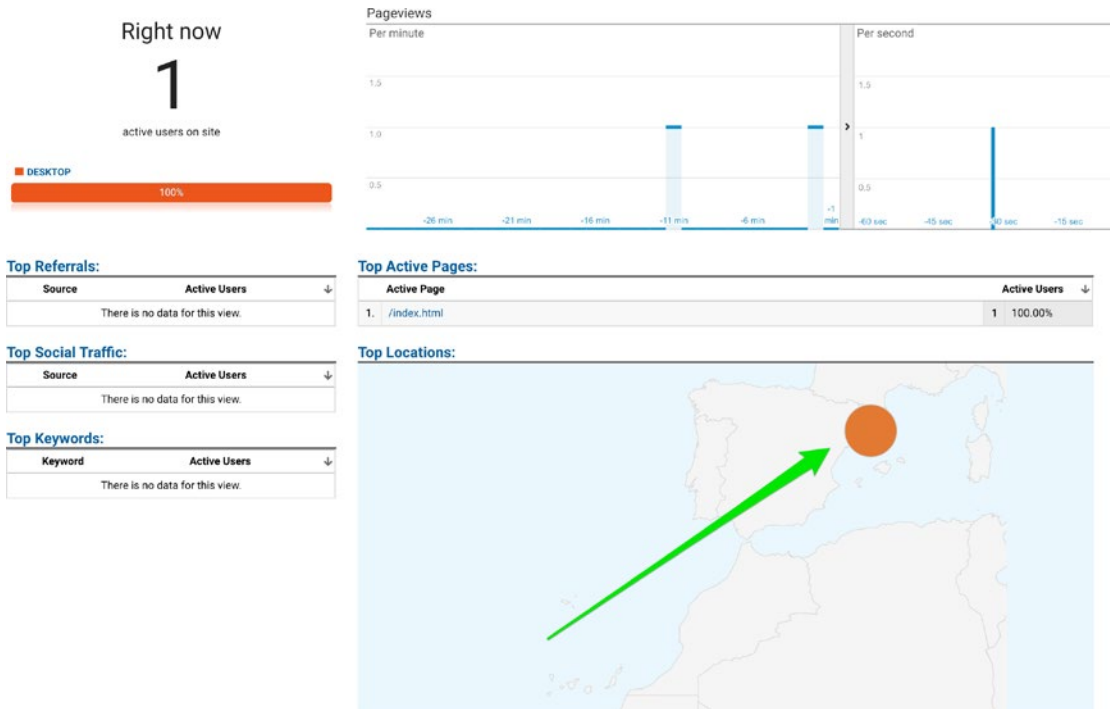 Right now
1
active users on site
DESKTOP
100%
Pageviews
Per minute
1.5
1.0
0.5
-26 min
-21 min
-16 min
-11 min
-6 min
-1
min
Per second
1.5
1
0.5
-60 sec
-45 sec
-30 sec
-15 sec
Top Referrals:
Source Active Users
There is no data for this view.
Top Social Traffic:
Source Active Users
There is no data for this view.
Top Keywords:
Keyword Active Users
There is no data for this view.
Top Active Pages:
Active Page Active Users
1. /index.html 1 100.00%
Top Locations: